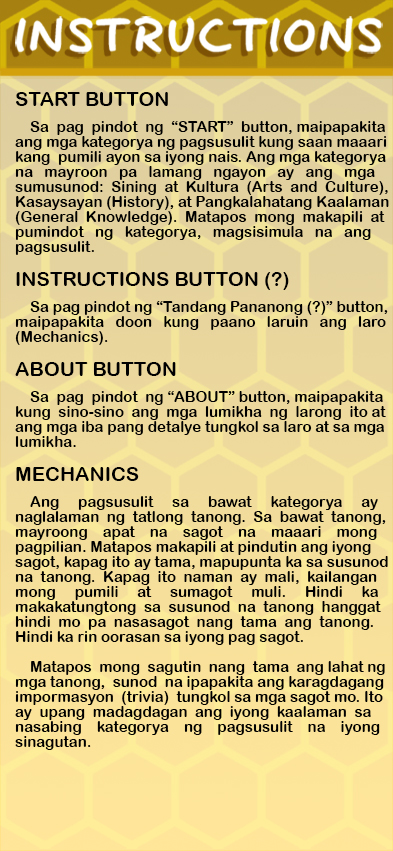 INSTRUCTIONS
START BUTTON
Sa pag pindot ng “START” button, maipapakita
ang mga kategorya ng pagsusulit kung saan maaari
kang pumili ayon sa iyong nais. Ang mga kategorya
na mayroon pa lamang ngayon ay ang mga
sumusunod: Sining at Kultura (Arts and Culture),
Kasaysayan (History), at Pangkalahatang Kaalaman
(General Knowledge). Matapos mong makapili at
pumindot ng kategorya, magsisimula na ang
pagsusulit.
INSTRUCTIONS BUTTON (?)
Sa pag pindot ng “Tandang Pananong (?)” button,
maipapakita doon kung paano laruin ang laro
(Mechanics).
ABOUT BUTTON
Sa pag pindot ng “ABOUT” button, maipapakita
kung sino-sino ang mga lumikha ng larong ito at
ang mga iba pang detalye tungkol sa laro at sa mga
lumikha.
MECHANICS
Ang pagsusulit sa bawat kategorya ay
naglalaman ng tatlong tanong. Sa bawat tanong,
mayroong apat na sagot na maaari mong
pagpilian. Matapos makapili at pindutin ang iyong
sagot, kapag ito ay tama, mapupunta ka sa susunod
na tanong. Kapag ito naman ay mali, kailangan
mong pumili at sumagot muli. Hindi ka
makakatungtong sa susunod na tanong hanggat
hindi mo pa nasasagot nang tama ang tanong.
Hindi ka rin oorasan sa iyong pag sagot.
Matapos mong sagutin nang tama ang lahat ng
mga tanong, sunod na ipapakita ang karagdagang
impormasyon (trivia) tungkol sa mga sagot mo. Ito
ay upang madagdagan ang iyong kaalaman sa
nasabing kategorya ng pagsusulit na iyong
sinagutan.